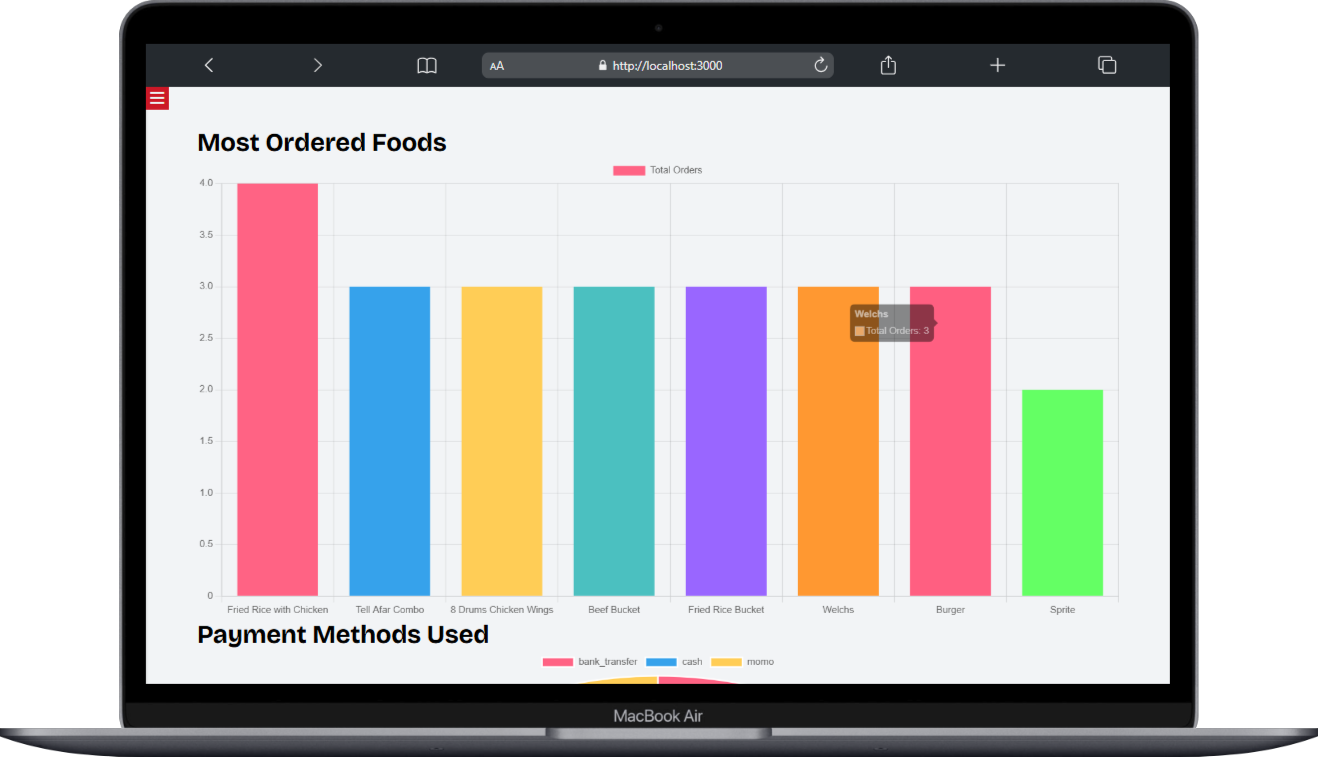 AA
http://localhost:3000
Most Ordered Foods
Total Orders
4.0
3.5
3.0
2.5
2.0
1.5
1.0
0.5
0
Welchs
Total Orders: 3
Fried Rice with Chicken
Tell Afar Combo
8 Drums Chicken Wings
Beef Bucket
Fried Rice Bucket
Welchs
Burger
Sprite
Payment Methods Used
bank_transfer
cash
momo
MacBook Air